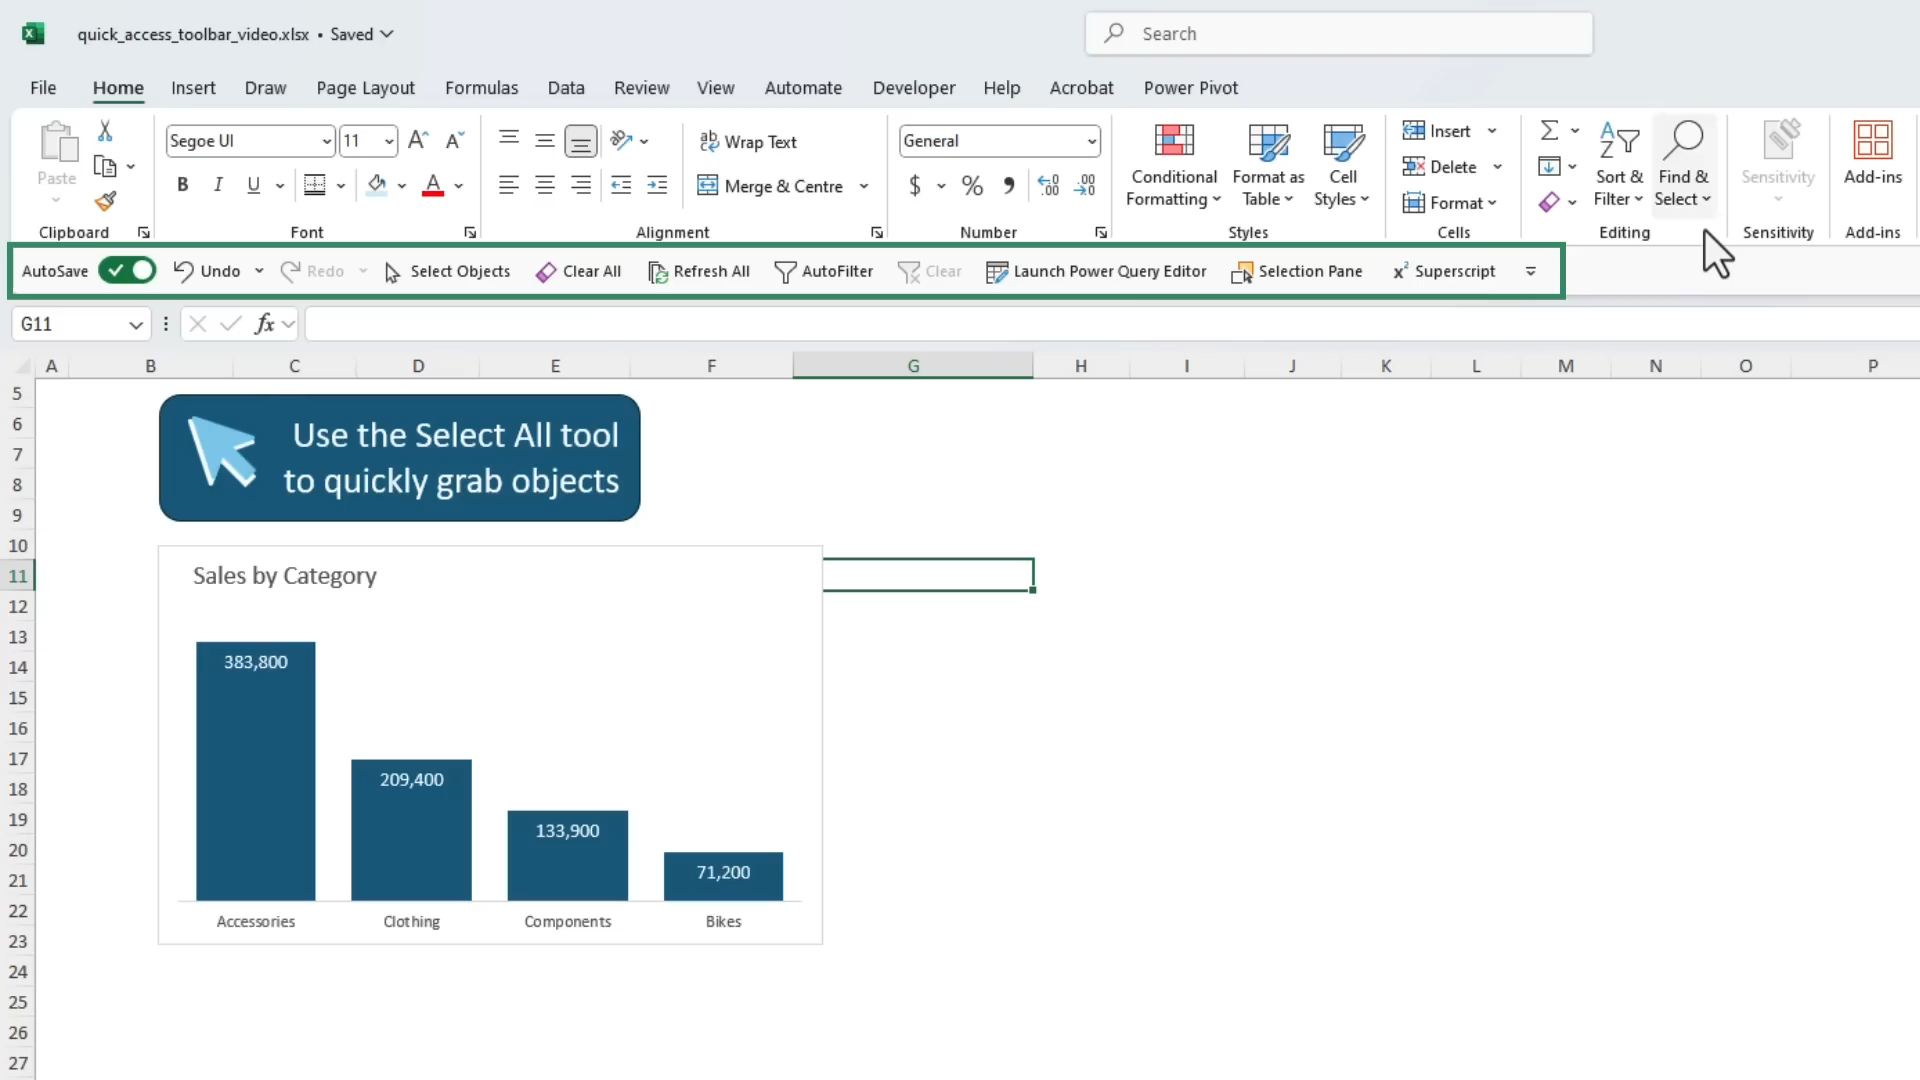 quick_access_toolbar_video.xlsx • Saved
Search
File Home Insert Draw Page Layout Formulas Data Review View Automate Developer Help Acrobat Power Pivot
Paste
Clipboard
Segoe UI 11
B I U A
Font
ab Wrap Text
Merge & Centre
Alignment
General
$ % , .00 .00
Number
Conditional Formatting
Format as Table
Cell Styles
Styles
Insert
Delete
Format
Cells
Sort & Filter
Find & Select
Editing
Sensitivity
Sensitivity
Add-ins
Add-ins
AutoSave Undo Redo Select Objects Clear All Refresh All AutoFilter Clear Launch Power Query Editor Selection Pane x² Superscript
G11 fx
A B C D E F G H I J K L M N O P
5
6
7
8
9
10
11
12
13
14
15
16
17
18
19
20
21
22
23
24
25
26
27
Use the Select All tool
to quickly grab objects
Sales by Category
383,800
209,400
133,900
71,200
Accessories Clothing Components Bikes